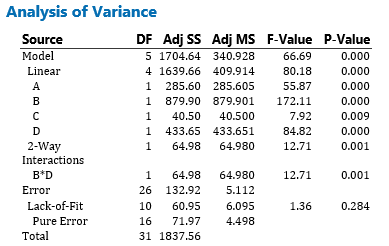 Analysis of Variance
Source DF Adj SS Adj MS F-Value P-Value
Model 5 1704.64 340.928 66.69 0.000
Linear 4 1639.66 409.914 80.18 0.000
A 1 285.60 285.605 55.87 0.000
B 1 879.90 879.901 172.11 0.000
C 1 40.50 40.500 7.92 0.009
D 1 433.65 433.651 84.82 0.000
2-Way 1 64.98 64.980 12.71 0.001
Interactions
B*D 1 64.98 64.980 12.71 0.001
Error 26 132.92 5.112
Lack-of-Fit 10 60.95 6.095 1.36 0.284
Pure Error 16 71.97 4.498
Total 31 1837.56